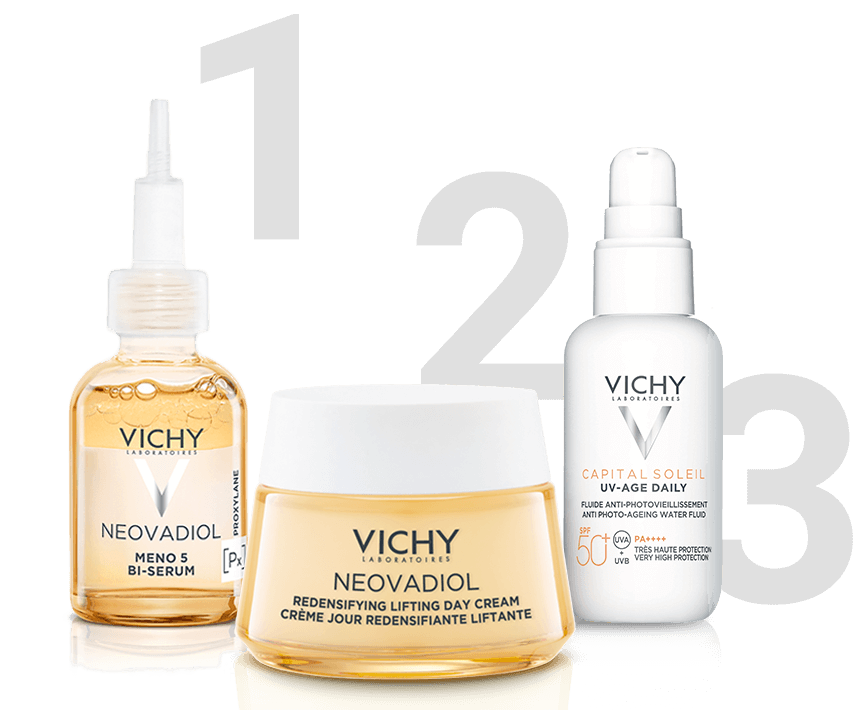 1
2
3
VICHY
LABORATOIRES
NEOVADIOL
MENO 5
BI-SERUM
PROXYLANE
[Px]
VICHY
LABORATOIRES
NEOVADIOL
REDENSIFYING LIFTING DAY CREAM
CRÈME JOUR REDENSIFIANTE LIFTANTE
VICHY
LABORATOIRES
CAPITAL SOLEIL
UV-AGE DAILY
FLUIDE ANTI-PHOTOVIEILLISSEMENT
ANTI PHOTO-AGEING WATER FLUID
SPF
50+
UVA
+
UVB
PA++++
TRÈS HAUTE PROTECTION
VERY HIGH PROTECTION